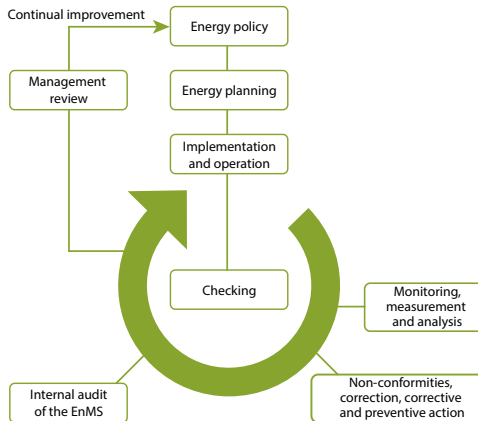 Continual improvement
Energy policy
Management
review
Energy planning
Implementation
and operation
Checking
Monitoring,
measurement
and analysis
Internal audit
of the EnMS
Non-conformities,
correction, corrective
and preventive action